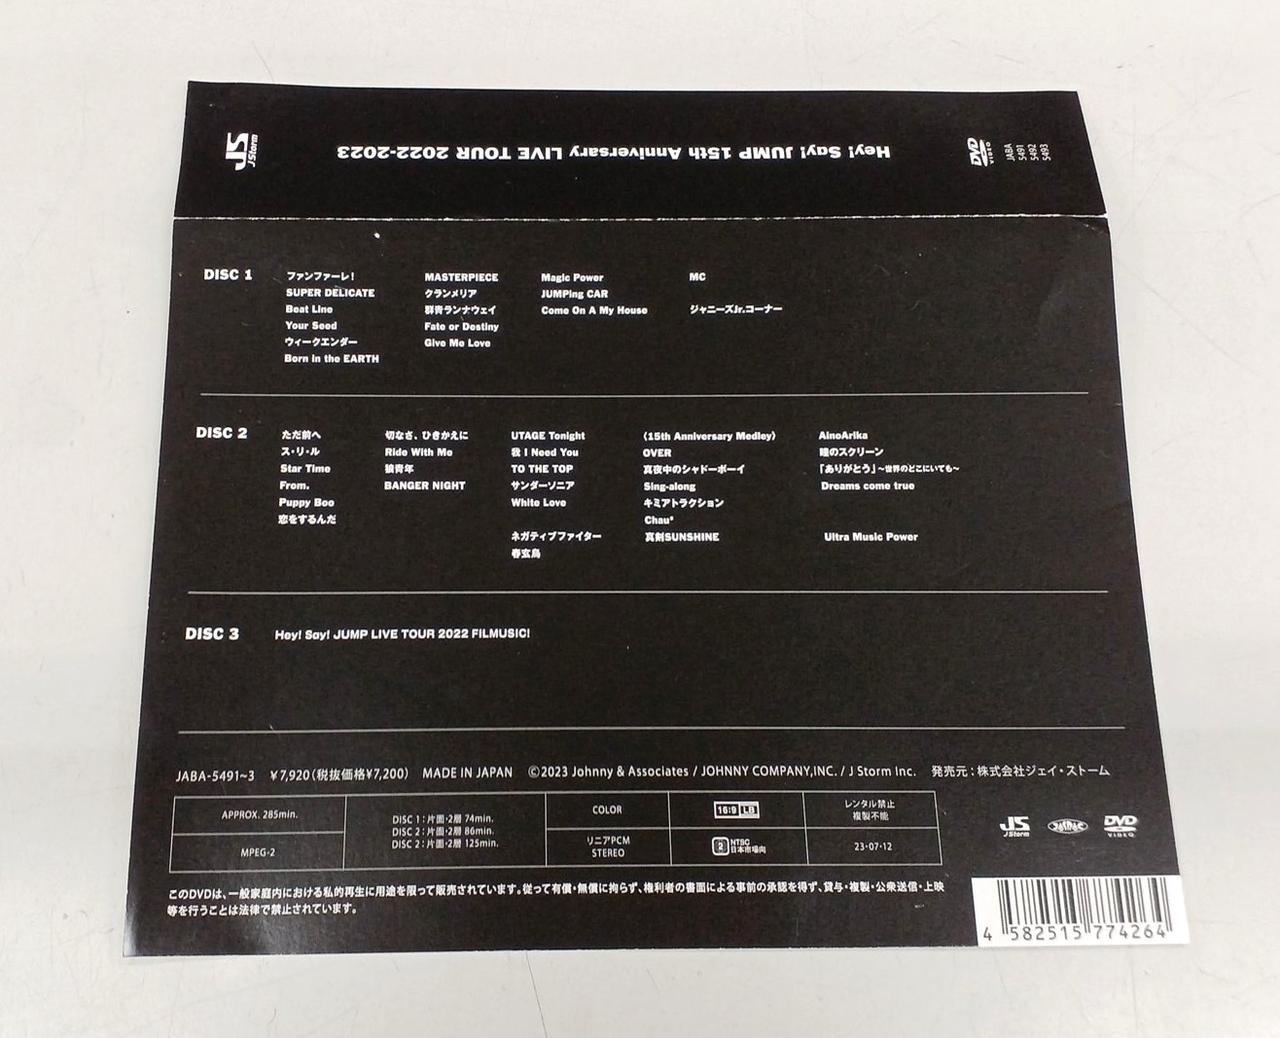 JS
J Storm
Hey! Say! JUMP 15th Anniversary LIVE TOUR 2022-2023
DVD
VIDEO
JABA
5491
5492
5493
DISC 1
ファンファーレ!
SUPER DELICATE
Beat Line
Your Seed
ウィークエンダー
Born in the EARTH
MASTERPIECE
クランメリア
群青ランナウェイ
Fate or Destiny
Give Me Love
Magic Power
JUMPing CAR
Come On A My House
MC
ジャニーズJr.コーナー
DISC 2
ただ前へ
ス・リ・ル
Star Time
From.
Puppy Boo
恋をするんだ
切なさ、ひきかえに
Ride With Me
狼青年
BANGER NIGHT
UTAGE Tonight
我 I Need You
TO THE TOP
サンダーソニア
White Love
ネガティブファイター
春玄鳥
(15th Anniversary Medley)
OVER
真夜中のシャドーボーイ
Sing-along
キミアトラクション
Chau#
真剣SUNSHINE
AinoArika
瞳のスクリーン
「ありがとう」~世界のどこにいても~
Dreams come true
Ultra Music Power
DISC 3
Hey! Say! JUMP LIVE TOUR 2022 FILMUSIC!
JABA-5491~3 ¥7,920(税抜価格¥7,200) MADE IN JAPAN ©2023 Johnny & Associates / JOHNNY COMPANY,INC. / J Storm Inc. 発売元:株式会社ジェイ・ストーム
APPROX. 285min.
MPEG-2
DISC 1:片面・2層 74min.
DISC 2:片面・2層 86min.
DISC 2:片面・2層 125min.
COLOR
リニアPCM
STEREO
16:9 LB
2 NTSC
日本市場向
レンタル禁止
複製不能
23-07-12
JS
J Storm
DVD
VIDEO
このDVDは、一般家庭内における私的再生に用途を限って販売されています。従って有償・無償に拘らず、権利者の書面による事前の承認を得ず、貸与・複製・公衆送信・上映
等を行うことは法律で禁止されています。
4 582515 774264